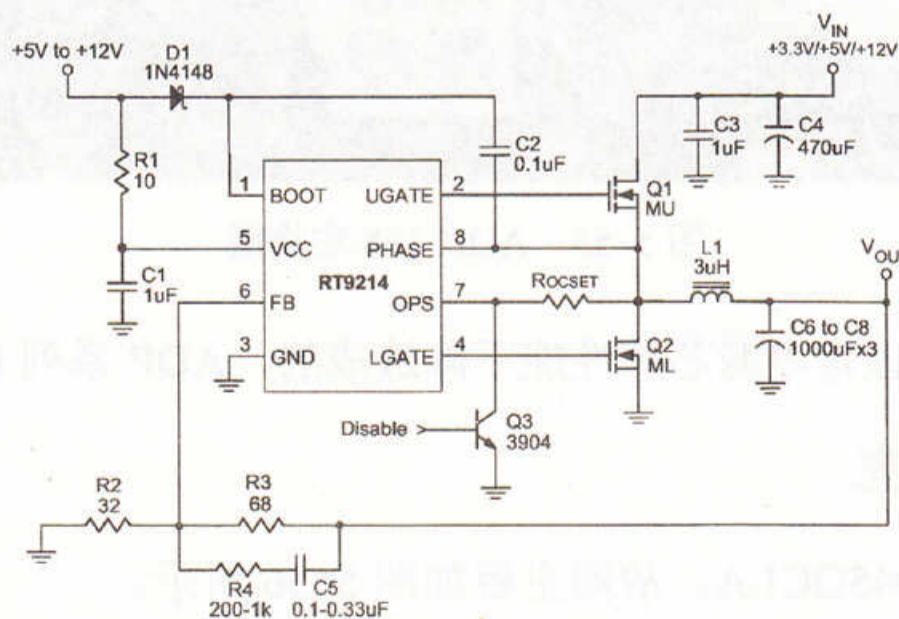 +5V to +12V
D1
1N4148
VIN
+3.3V/+5V/+12V
R1
10
C2
0.1uF
C3
1uF
C4
470uF
1
BOOT
UGATE
2
Q1
MU
5
VCC
PHASE
8
C1
1uF
RT9214
L1
3uH
VOU
6
FB
OPS
7
ROCSET
3
GND
LGATE
4
Q2
ML
C6 to C8
1000uFx3
Disable >
Q3
3904
R2
32
R3
68
R4
200-1k
C5
0.1-0.33uF